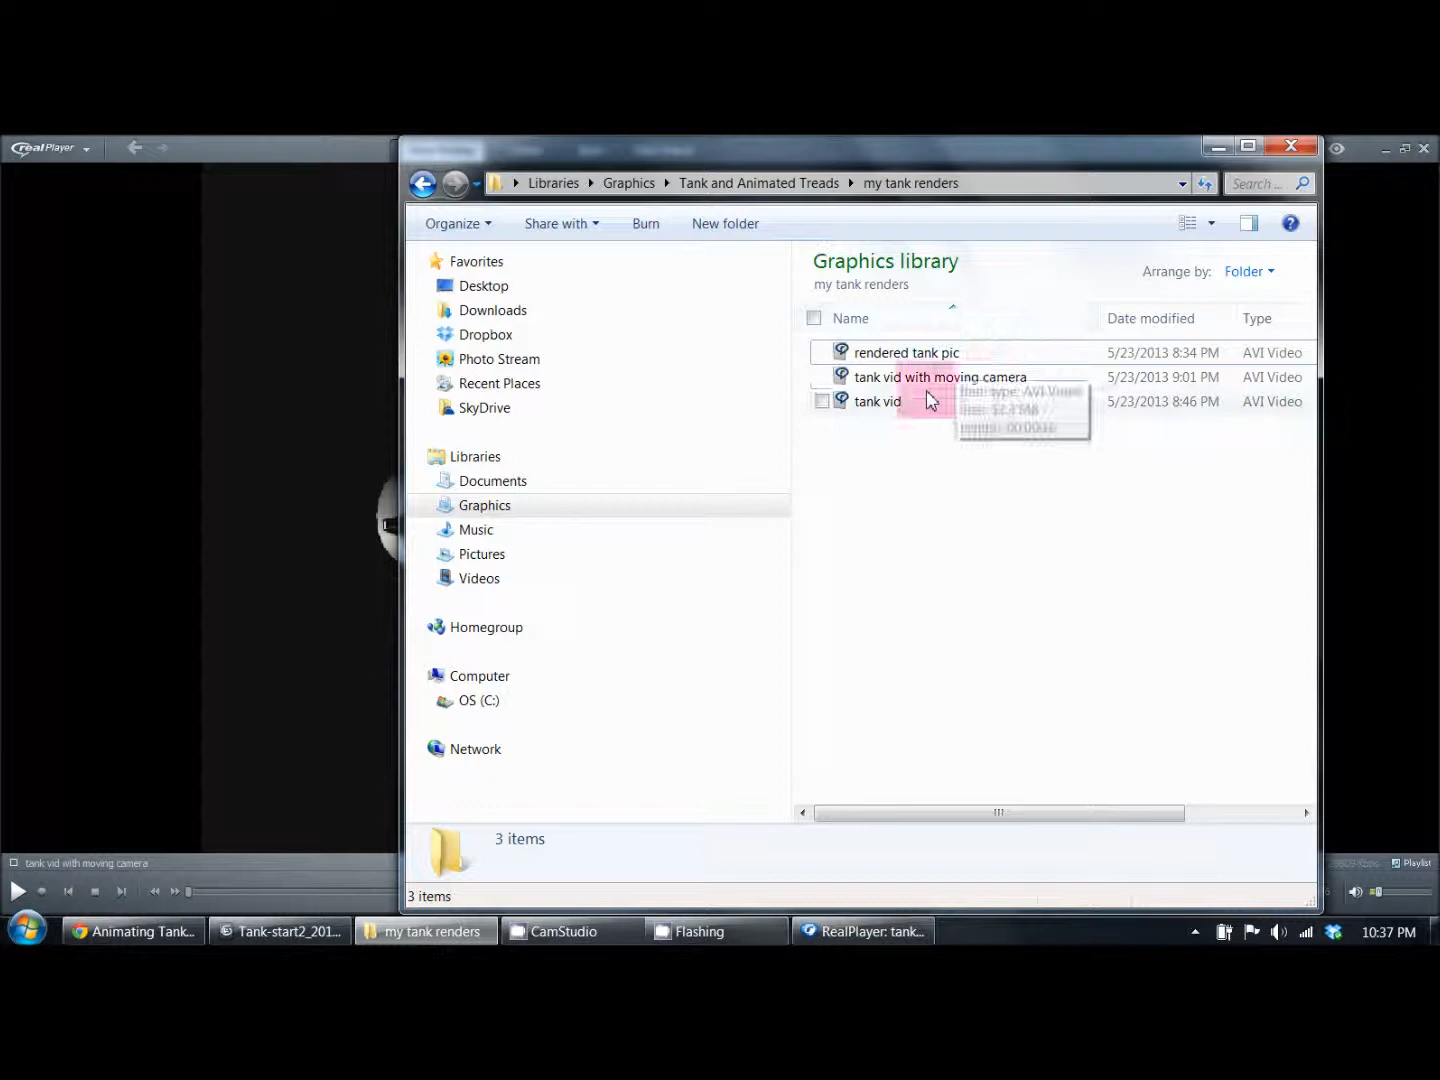 realPlayer
Libraries Graphics Tank and Animated Treads my tank renders
Search ...
Organize Share with Burn New folder
Favorites
Desktop
Downloads
Dropbox
Photo Stream
Recent Places
SkyDrive
Libraries
Documents
Graphics
Music
Pictures
Videos
Homegroup
Computer
OS (C:)
Network
Graphics library
my tank renders
Arrange by: Folder
Name Date modified Type
rendered tank pic 5/23/2013 8:34 PM AVI Video
tank vid with moving camera 5/23/2013 9:01 PM AVI Video
tank vid 5/23/2013 8:46 PM AVI Video
Item type: AVI Video
3 items
3 items
tank vid with moving camera
Playlist
Animating Tank... Tank-start2_201... my tank renders CamStudio Flashing RealPlayer: tank... 10:37 PM